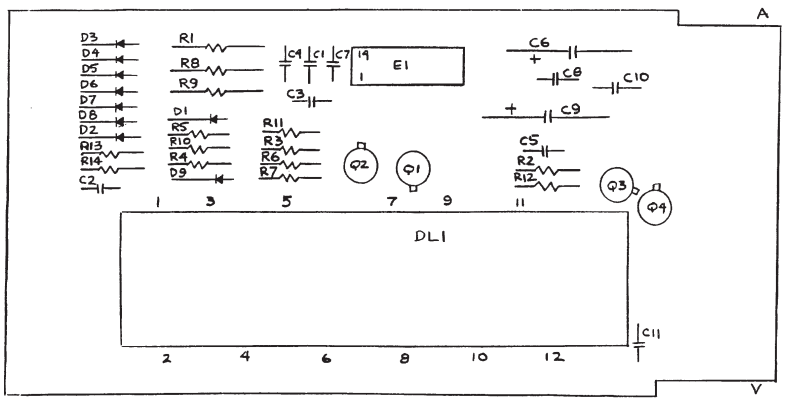 A
D3
D4
D5
D6
D7
D8
D2
R13
R14
C2
R1
R8
R9
D1
R5
R10
R4
D9
C4 C1 C7
C3
R11
R3
R6
R7
14
1 E1
Q2 Q1
C6
+
C8
C10
+ C9
C5
R2
R12
Q3
Q4
1 3 5 7 9 11
DL1
C11
2 4 6 8 10 12
V